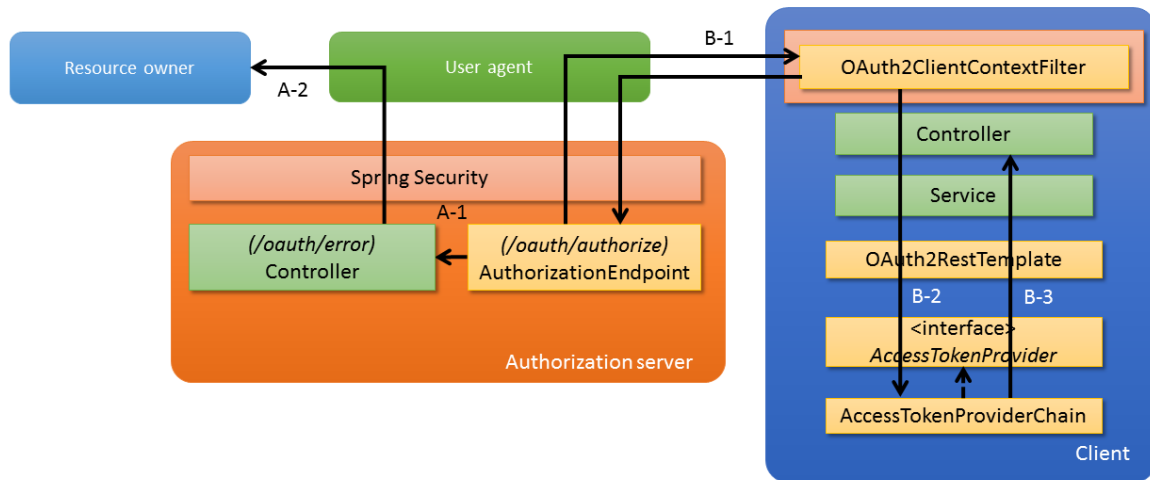 Resource owner
A-2
User agent
B-1
OAuth2ClientContextFilter
Controller
Service
OAuth2RestTemplate
B-2
B-3
<interface>
AccessTokenProvider
AccessTokenProviderChain
Client
Spring Security
A-1
(/oauth/error)
Controller
(/oauth/authorize)
AuthorizationEndpoint
Authorization server